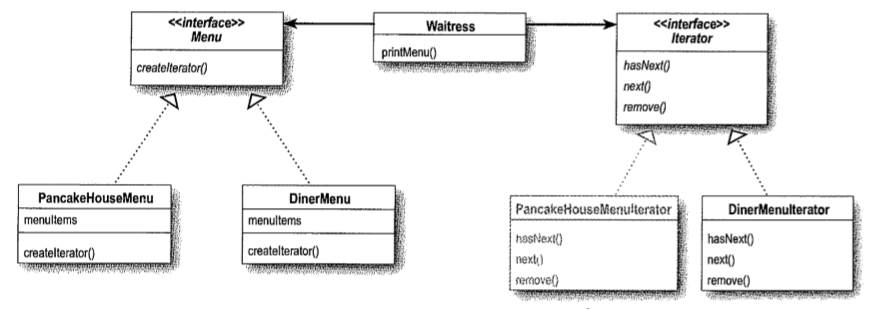 <<interface>>
Menu
createIterator()
Waitress
printMenu()
<<interface>>
Iterator
hasNext()
next()
remove()
PancakeHouseMenu
menuItems
createIterator()
DinerMenu
menuItems
createIterator()
PancakeHouseMenuIterator
hasNext()
next()
remove()
DinerMenuIterator
hasNext()
next()
remove()